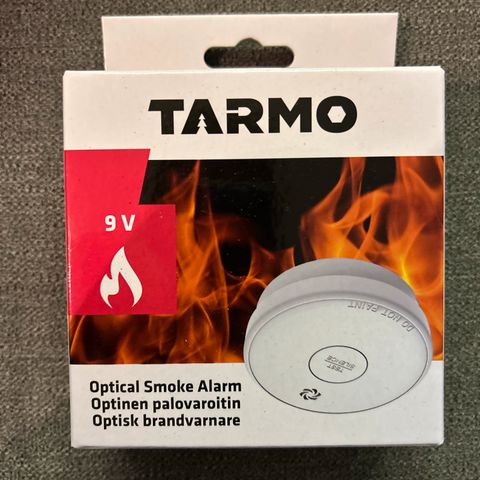 TARMO
9 V
DO NOT PAINT
TEST
SILENCE
Optical Smoke Alarm
Optinen palovaroitin
Optisk brandvarnare